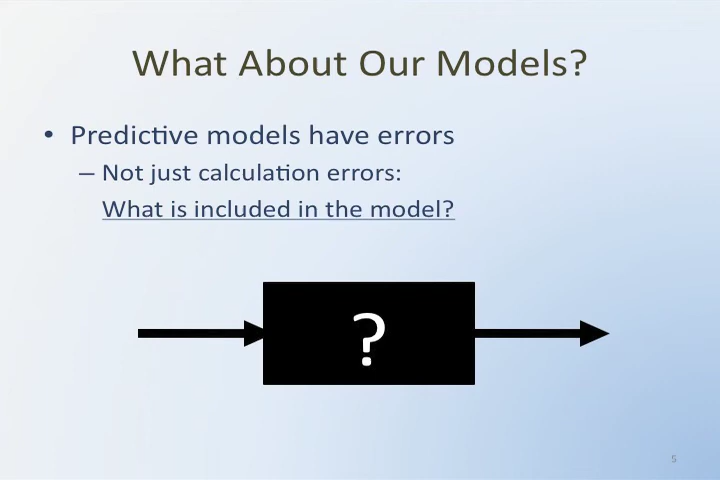 What About Our Models?
• Predictive models have errors
– Not just calculation errors:
What is included in the model?
?
5